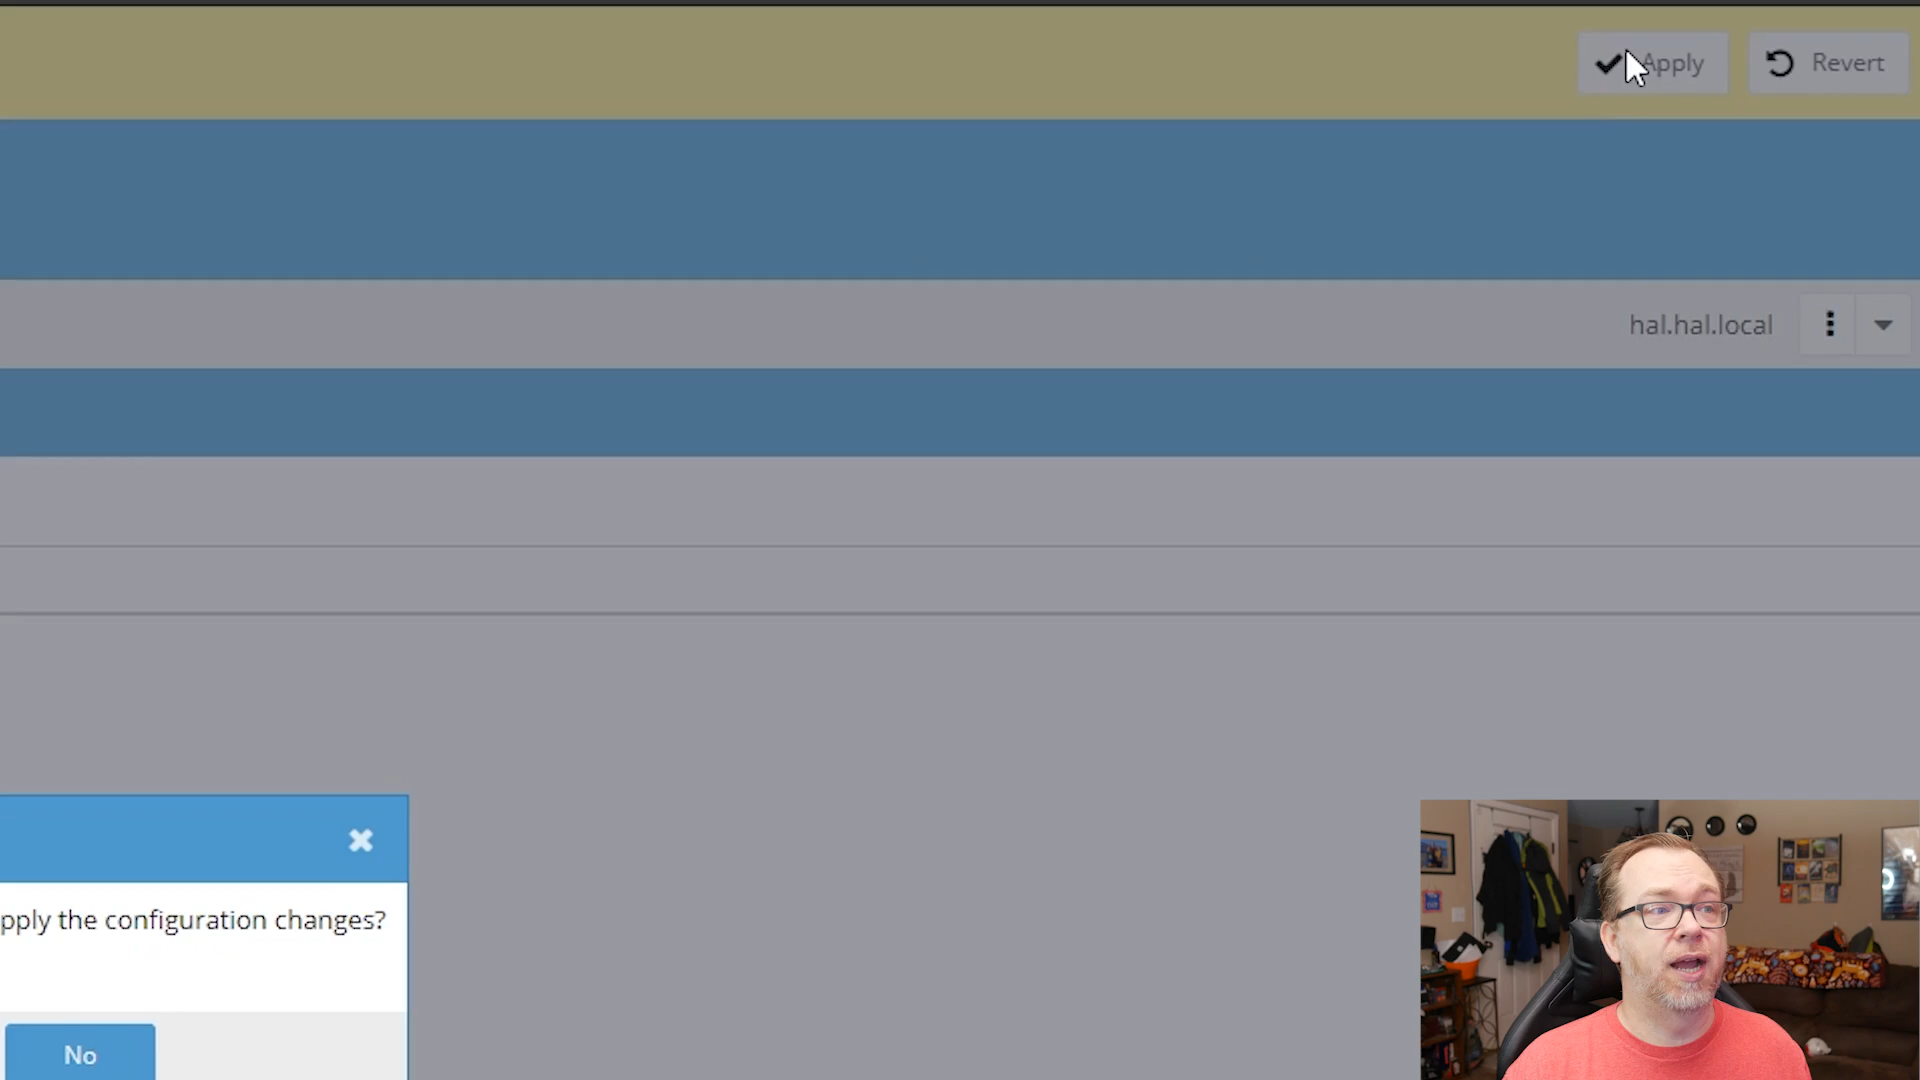 Apply
Revert
hal.hal.local
pply the configuration changes?
No